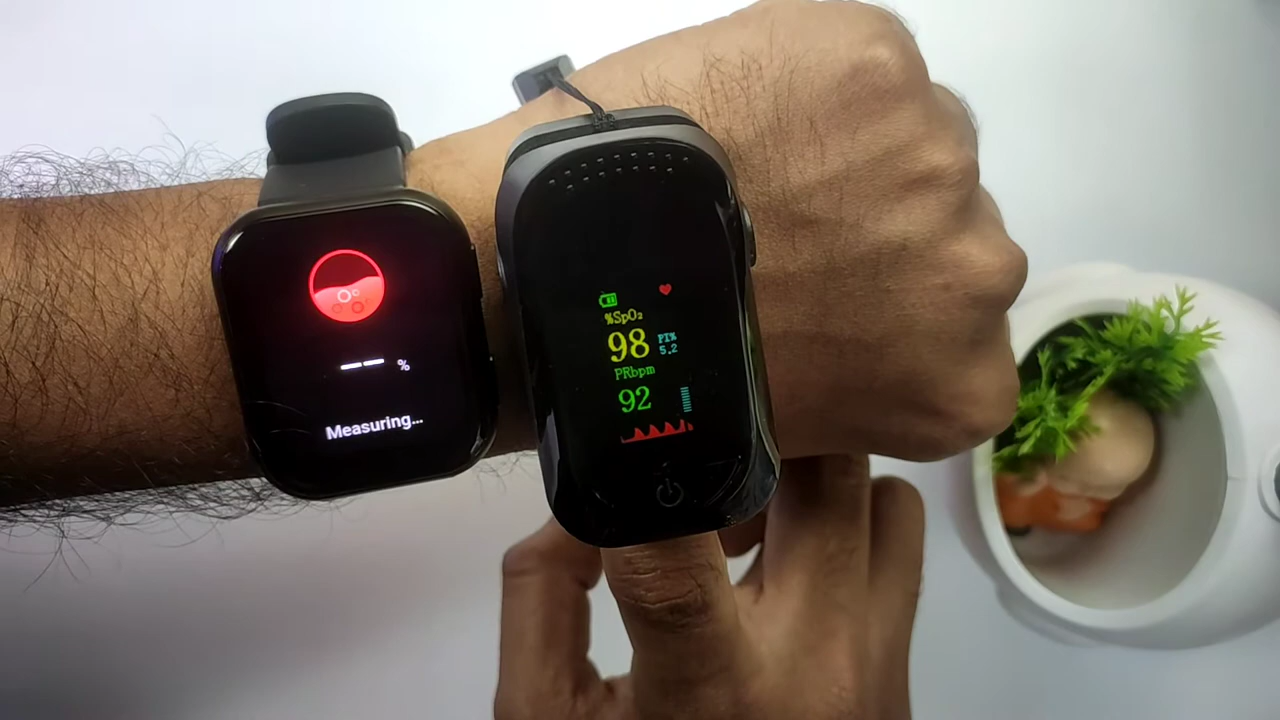 -- %
Measuring...
%SpO₂
98 PI% 5.2
PRbpm
92